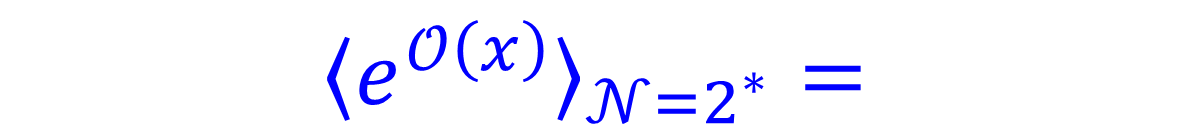 ⟨e^{𝒪(x)}⟩_{𝒩=2*} =